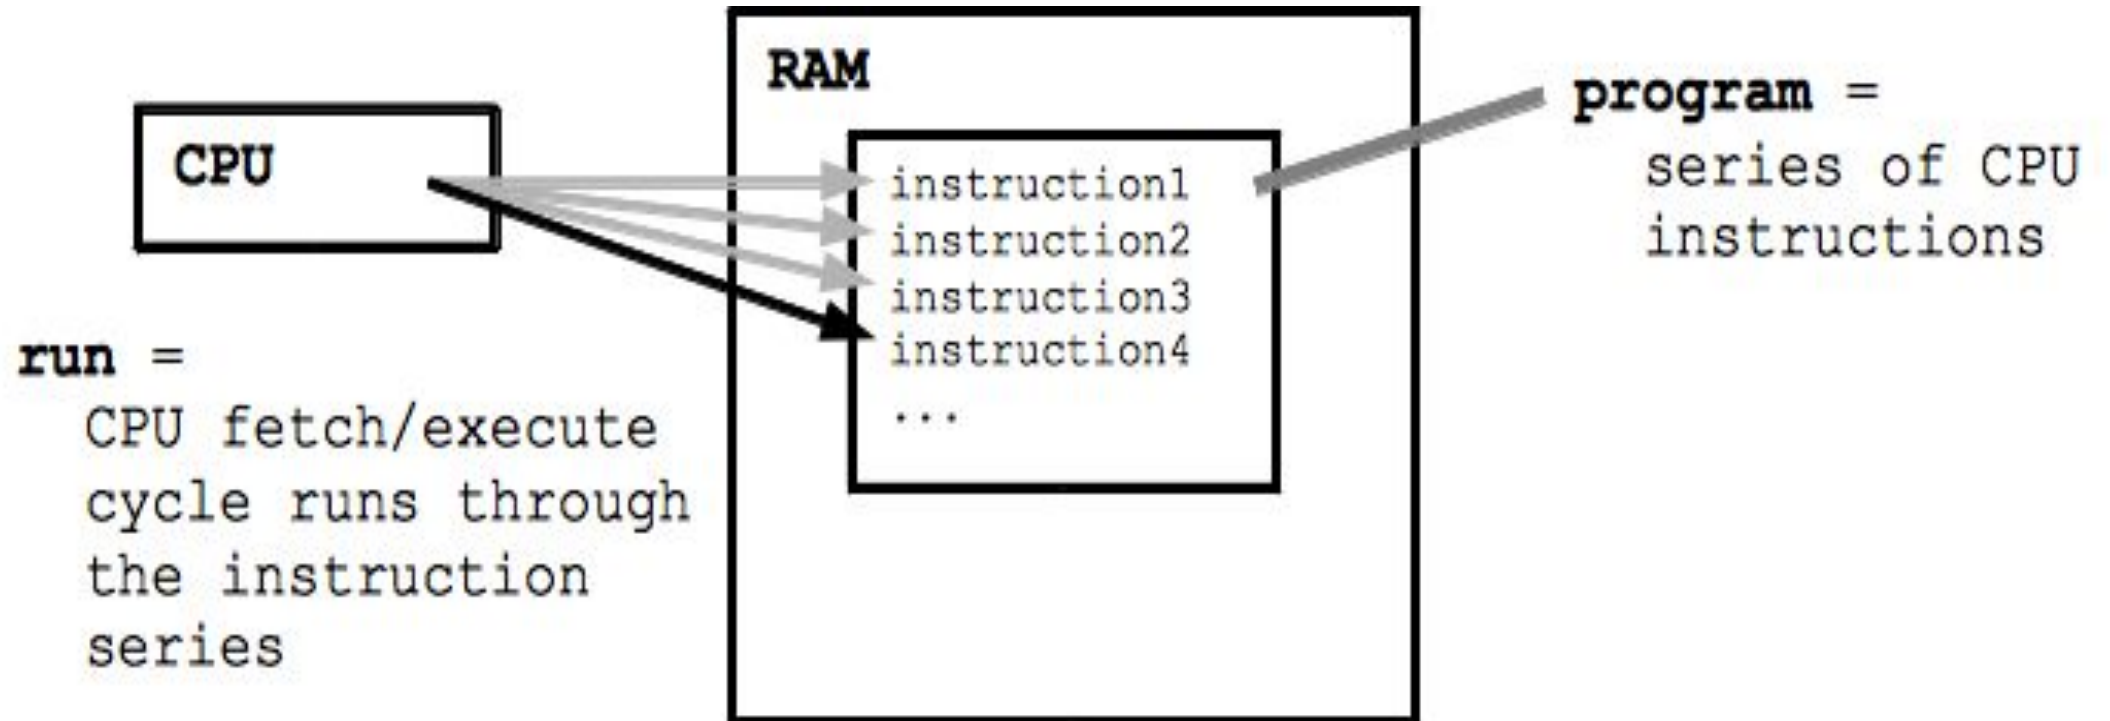 CPU
run =
CPU fetch/execute
cycle runs through
the instruction
series
RAM
instruction1
instruction2
instruction3
instruction4
...
program =
series of CPU
instructions